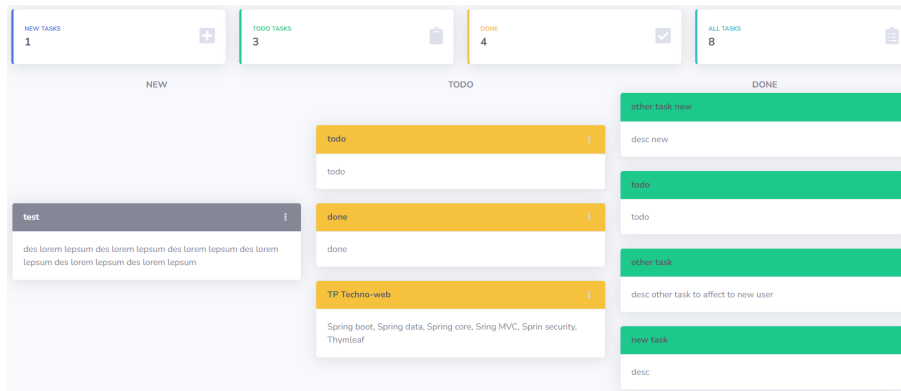 NEW TASKS
1
TODO TASKS
3
DONE
4
ALL TASKS
8
NEW
TODO
DONE
test
des lorem lepsum des lorem lepsum des lorem lepsum des lorem
lepsum des lorem lepsum des lorem lepsum
todo
todo
done
done
TP Techno-web
Spring boot, Spring data, Spring core, Sring MVC, Sprin security,
Thymleaf
other task new
desc new
todo
todo
other task
desc other task to affect to new user
new task
desc